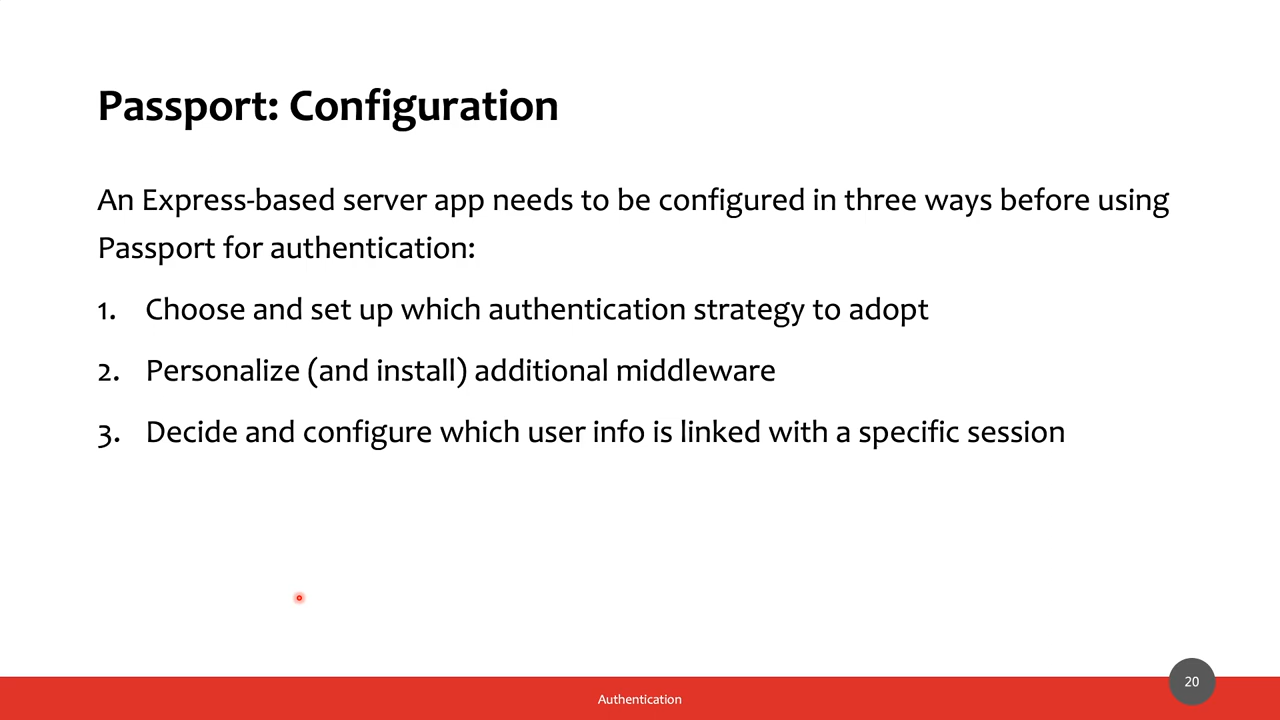 Passport: Configuration
An Express-based server app needs to be configured in three ways before using
Passport for authentication:
1. Choose and set up which authentication strategy to adopt
2. Personalize (and install) additional middleware
3. Decide and configure which user info is linked with a specific session
20
Authentication